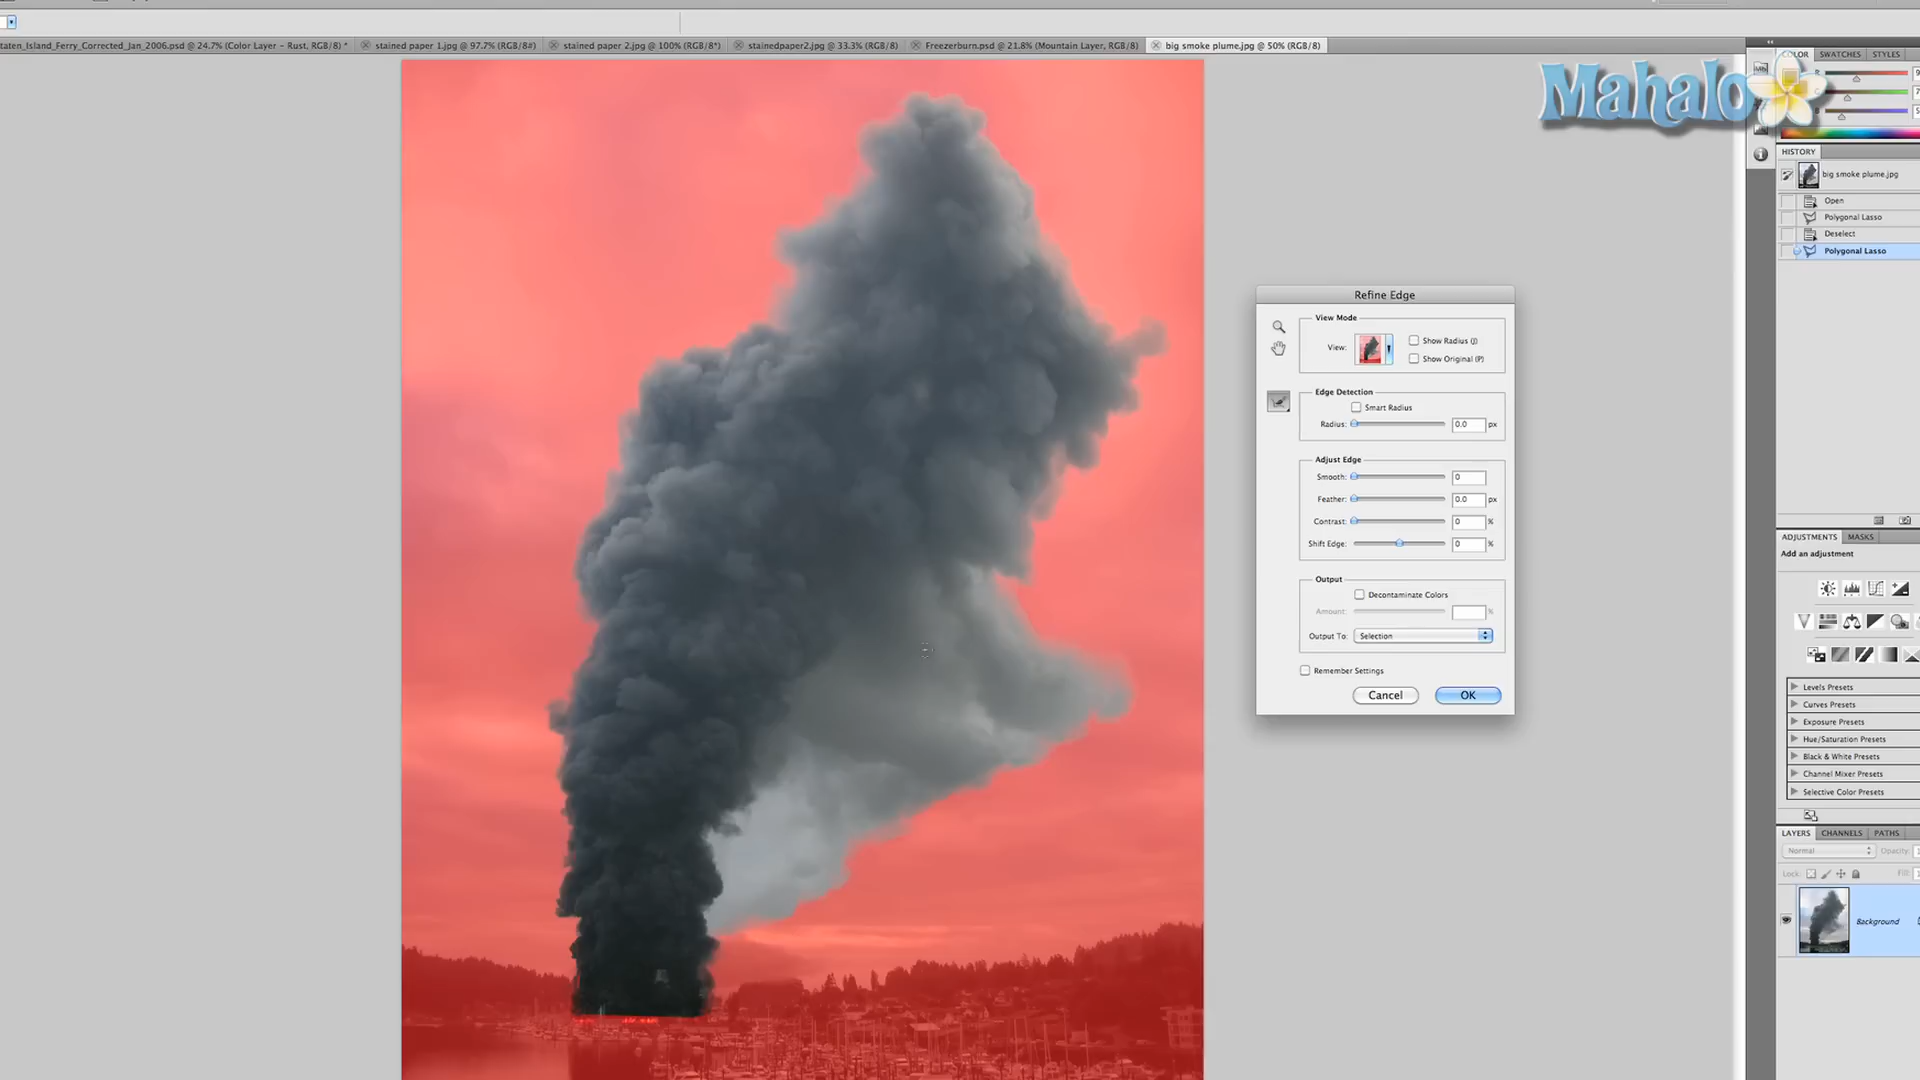 taten_Island_Ferry_Corrected_Jan_2006.psd @ 24.7% (Color Layer - Rust, RGB/8) *
stained paper 1.jpg @ 97.7% (RGB/8#)
stained paper 2.jpg @ 100% (RGB/8*)
stainedpaper2.jpg @ 33.3% (RGB/8)
Freezerburn.psd @ 21.8% (Mountain Layer, RGB/8)
big smoke plume.jpg @ 50% (RGB/8)
COLOR
SWATCHES
STYLES
Mahalo
HISTORY
big smoke plume.jpg
Open
Polygonal Lasso
Deselect
Polygonal Lasso
Refine Edge
View Mode
View:
Show Radius (J)
Show Original (P)
Edge Detection
Smart Radius
Radius:
0.0
px
Adjust Edge
Smooth:
0
Feather:
0.0
px
Contrast:
0
%
Shift Edge:
0
%
Output
Decontaminate Colors
Amount:
%
Output To:
Selection
Remember Settings
Cancel
OK
ADJUSTMENTS
MASKS
Add an adjustment
Levels Presets
Curves Presets
Exposure Presets
Hue/Saturation Presets
Black & White Presets
Channel Mixer Presets
Selective Color Presets
LAYERS
CHANNELS
PATHS
Normal
Opacity:
Lock:
Fill:
Background